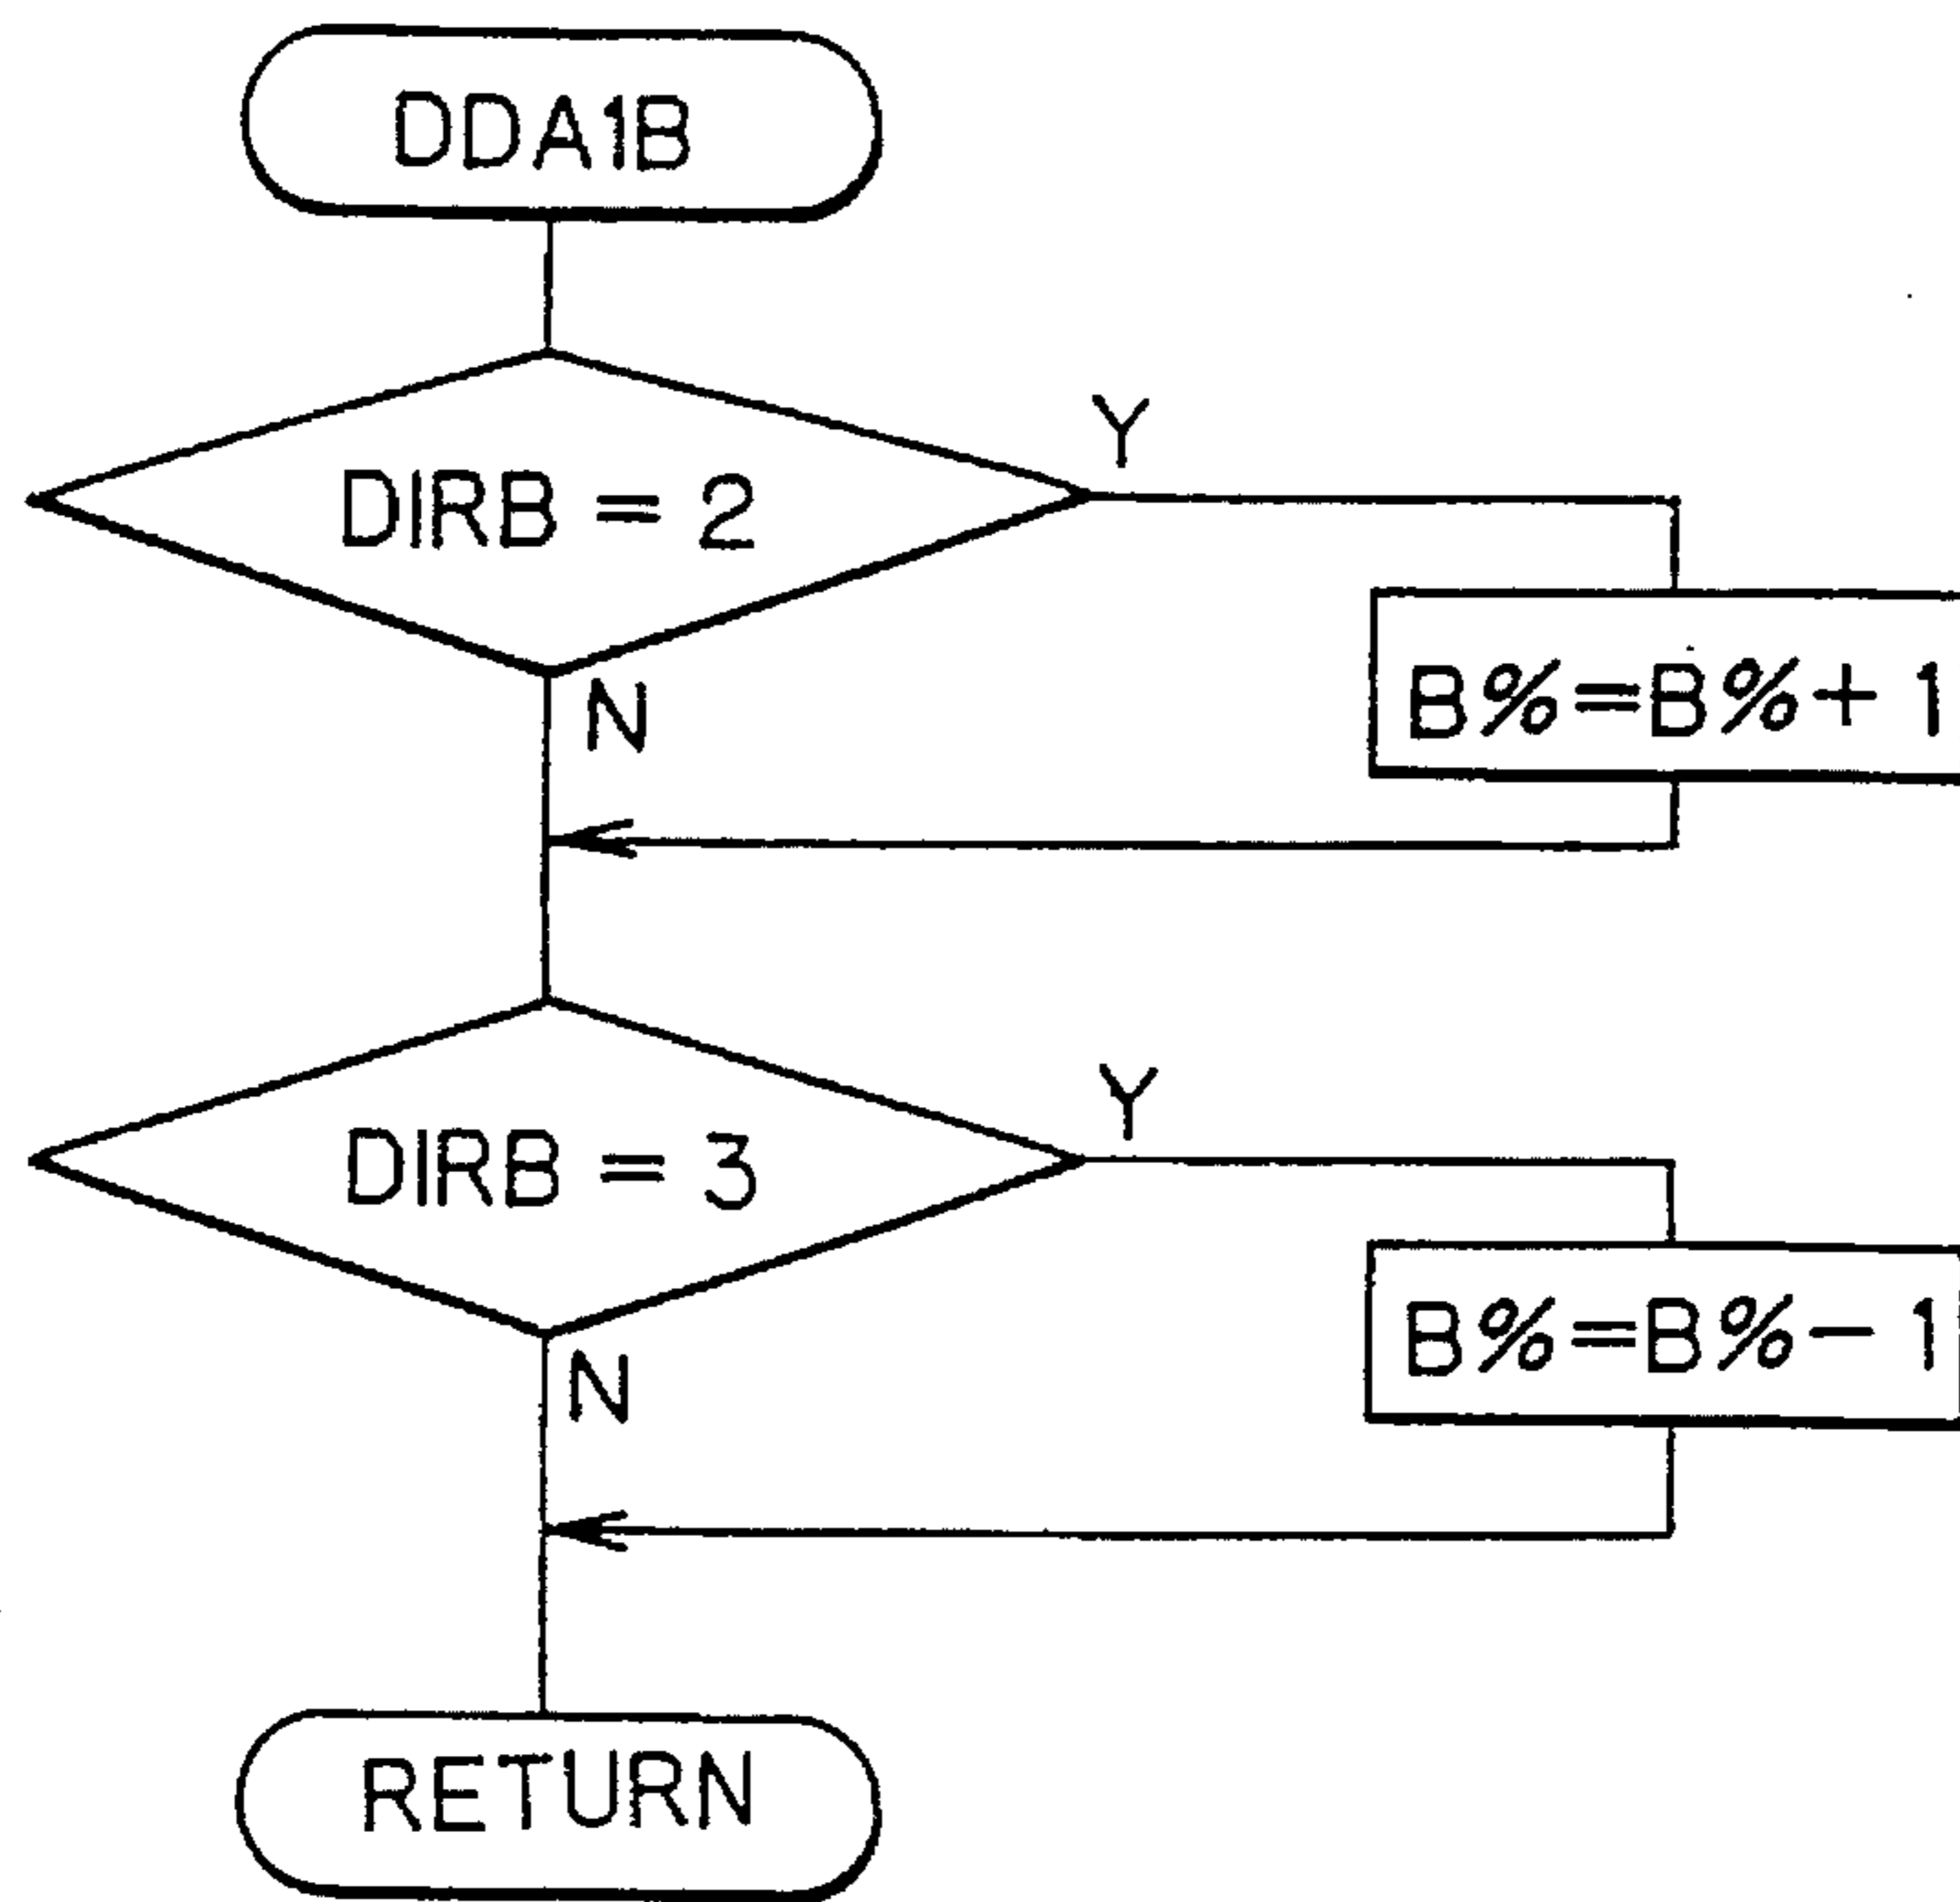 DDA1B
DIRB = 2
Y
B%=B%+1
N
DIRB = 3
Y
B%=B%-1
N
RETURN